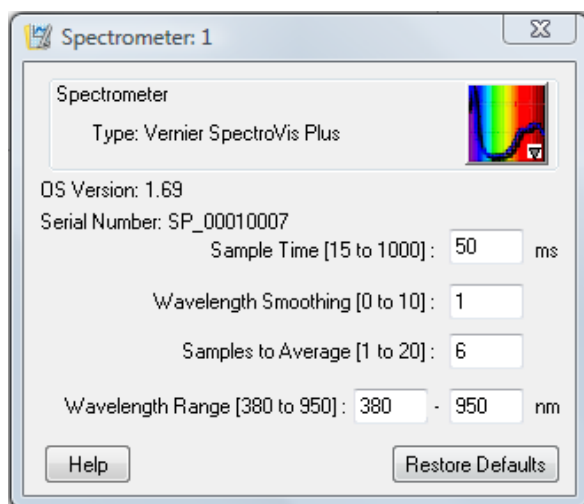 Spectrometer: 1
Spectrometer
Type: Vernier SpectroVis Plus
OS Version: 1.69
Serial Number: SP_00010007
Sample Time [15 to 1000] : 50 ms
Wavelength Smoothing [0 to 10] : 1
Samples to Average [1 to 20] : 6
Wavelength Range [380 to 950] : 380 - 950 nm
Help Restore Defaults